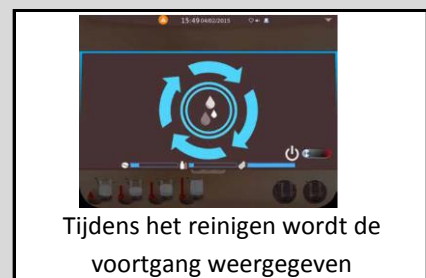 15:49 04/02/2015
Tijdens het reinigen wordt de
voortgang weergegeven